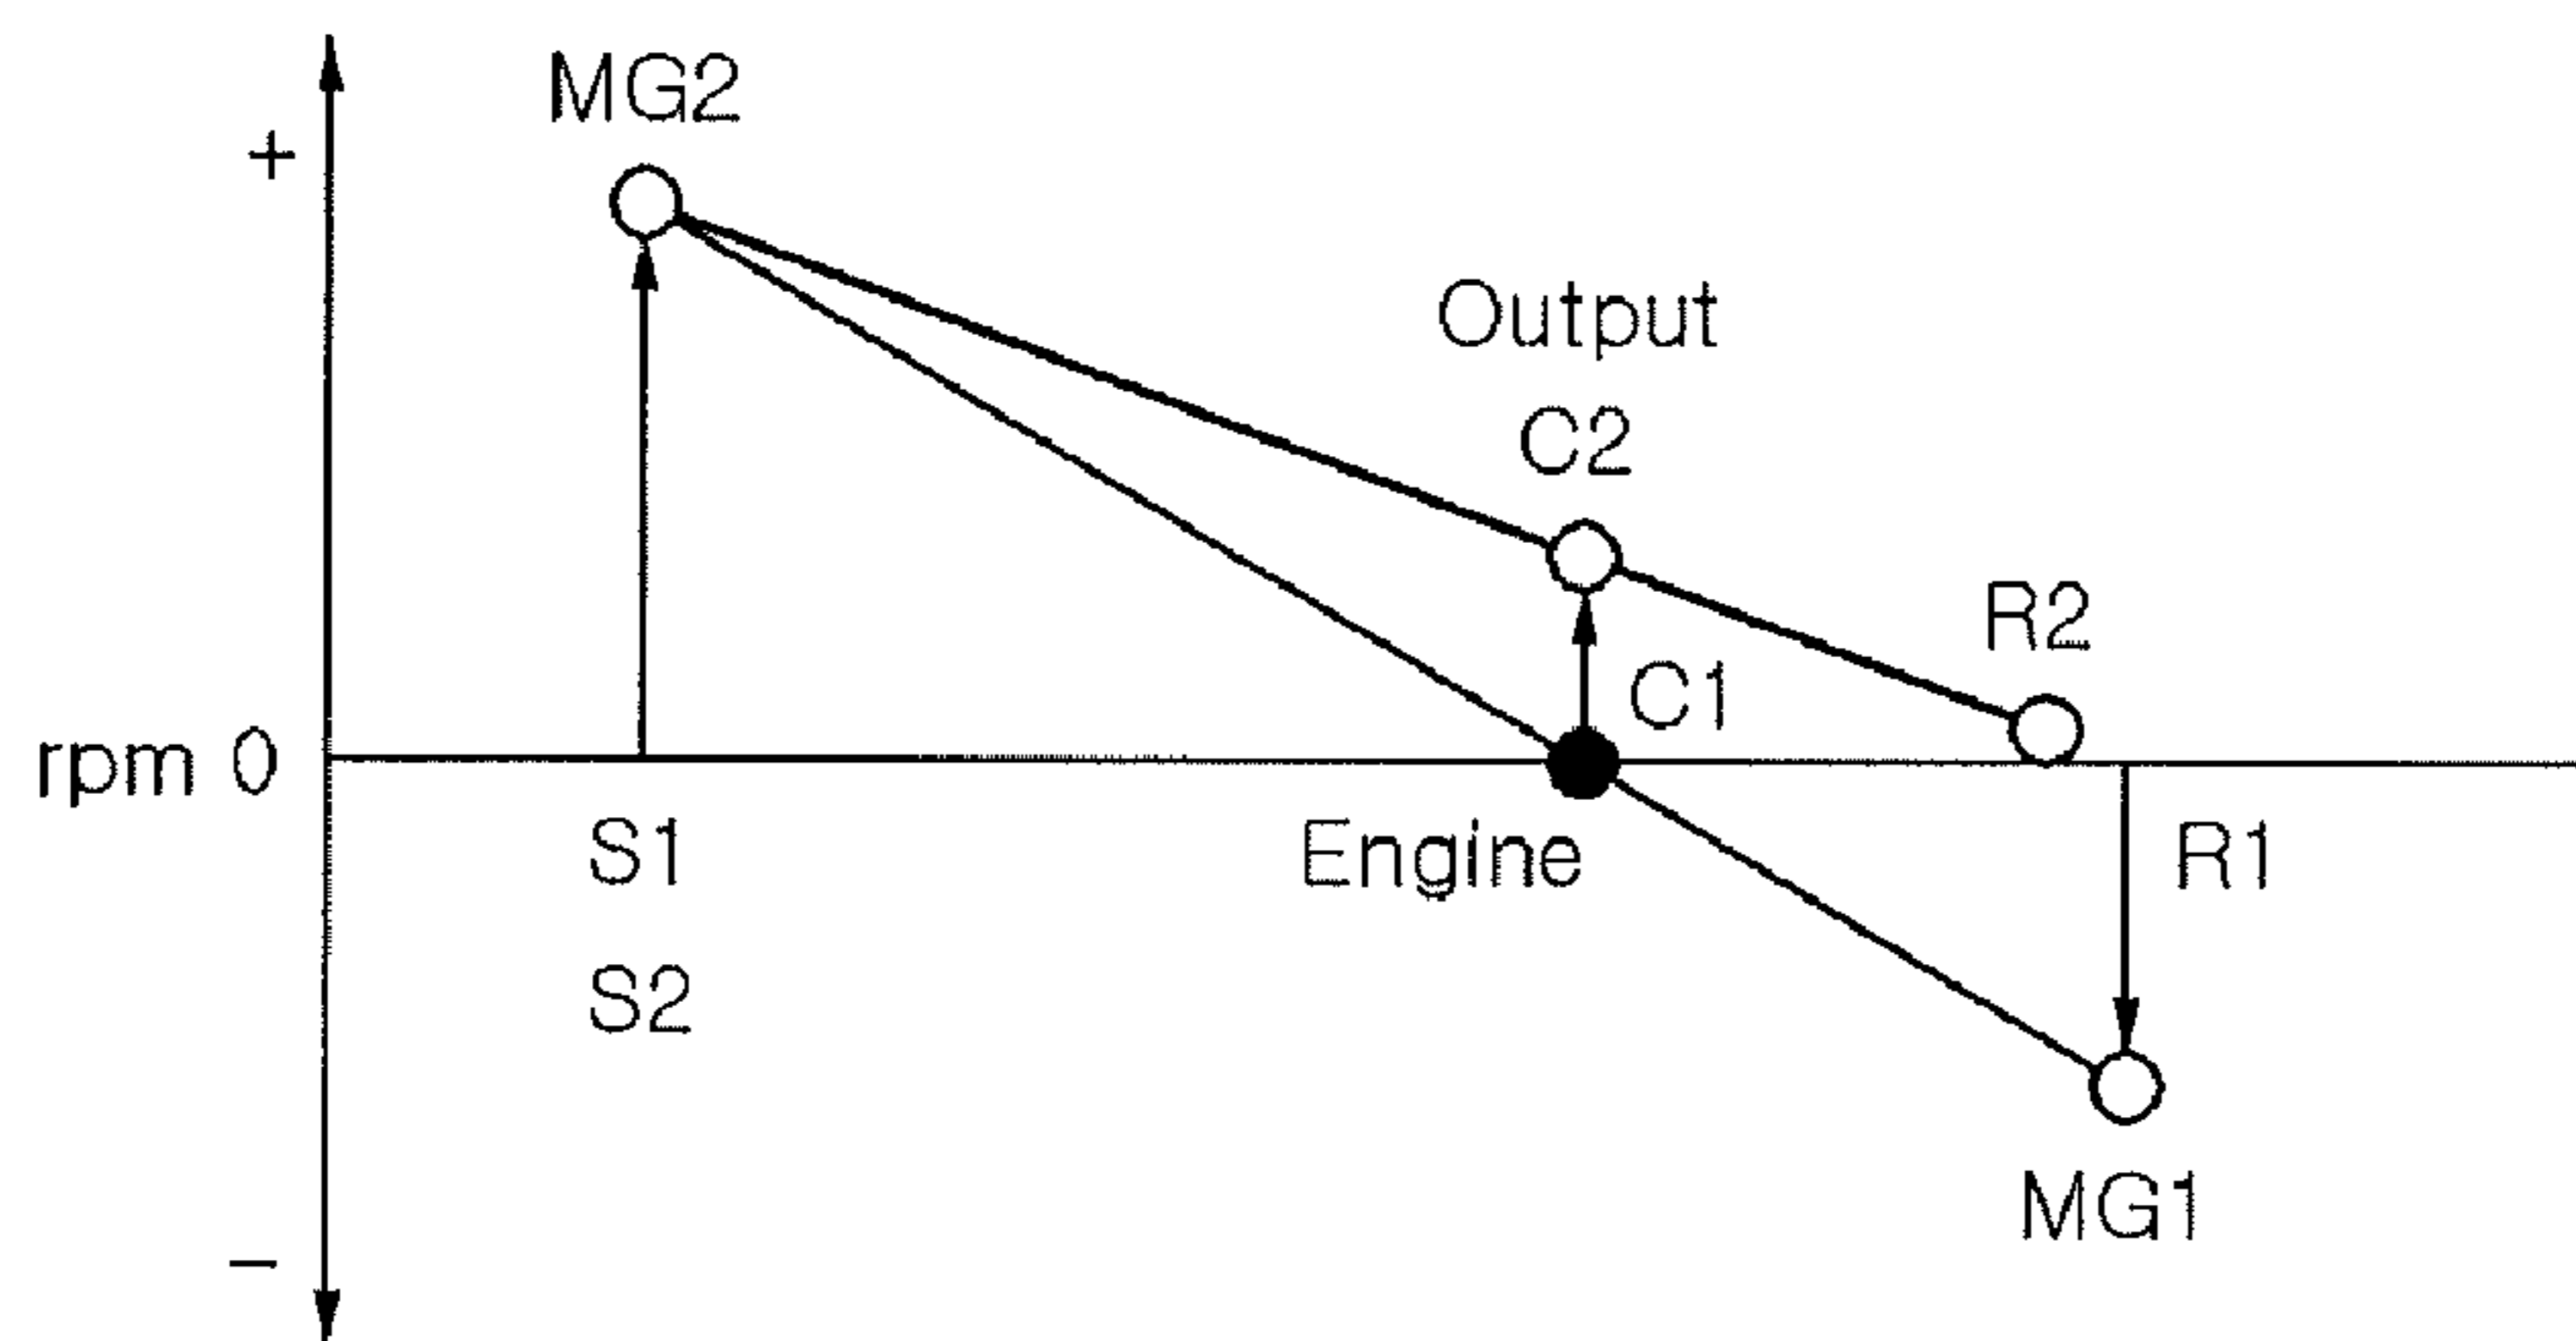 MG2
+
Output
C2
R2
C1
rpm 0
S1
Engine
R1
S2
MG1
−